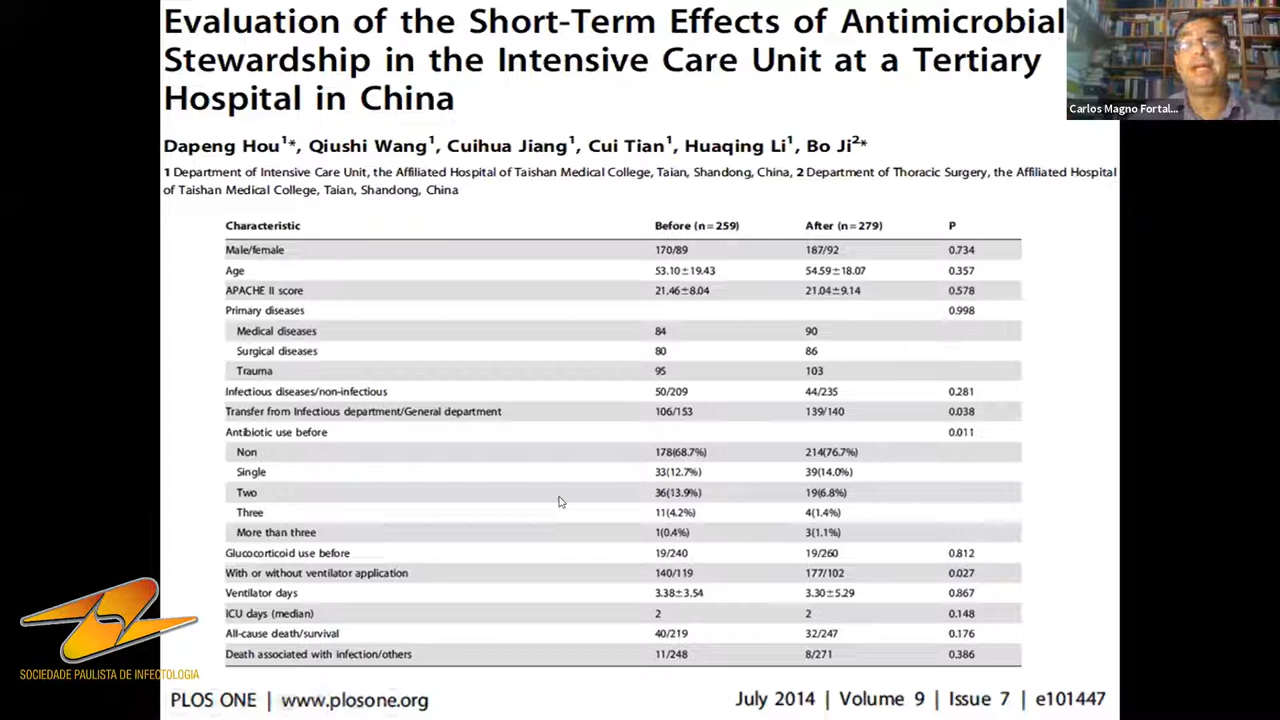 Evaluation of the Short-Term Effects of Antimicrobial
Stewardship in the Intensive Care Unit at a Tertiary
Hospital in China
Carlos Magno Fortal...
Dapeng Hou1*, Qiushi Wang1, Cuihua Jiang1, Cui Tian1, Huaqing Li1, Bo Ji2*
1 Department of Intensive Care Unit, the Affiliated Hospital of Taishan Medical College, Taian, Shandong, China, 2 Department of Thoracic Surgery, the Affiliated Hospital
of Taishan Medical College, Taian, Shandong, China
Characteristic Before (n=259) After (n=279) P
Male/female 170/89 187/92 0.734
Age 53.10±19.43 54.59±18.07 0.357
APACHE II score 21.46±8.04 21.04±9.14 0.578
Primary diseases 0.998
Medical diseases 84 90
Surgical diseases 80 86
Trauma 95 103
Infectious diseases/non-infectious 50/209 44/235 0.281
Transfer from Infectious department/General department 106/153 139/140 0.038
Antibiotic use before 0.011
Non 178(68.7%) 214(76.7%)
Single 33(12.7%) 39(14.0%)
Two 36(13.9%) 19(6.8%)
Three 11(4.2%) 4(1.4%)
More than three 1(0.4%) 3(1.1%)
Glucocorticoid use before 19/240 19/260 0.812
With or without ventilator application 140/119 177/102 0.027
Ventilator days 3.38±3.54 3.30±5.29 0.867
ICU days (median) 2 2 0.148
All-cause death/survival 40/219 32/247 0.176
Death associated with infection/others 11/248 8/271 0.386
SOCIEDADE PAULISTA DE INFECTOLOGIA
PLOS ONE | www.plosone.org July 2014 | Volume 9 | Issue 7 | e101447